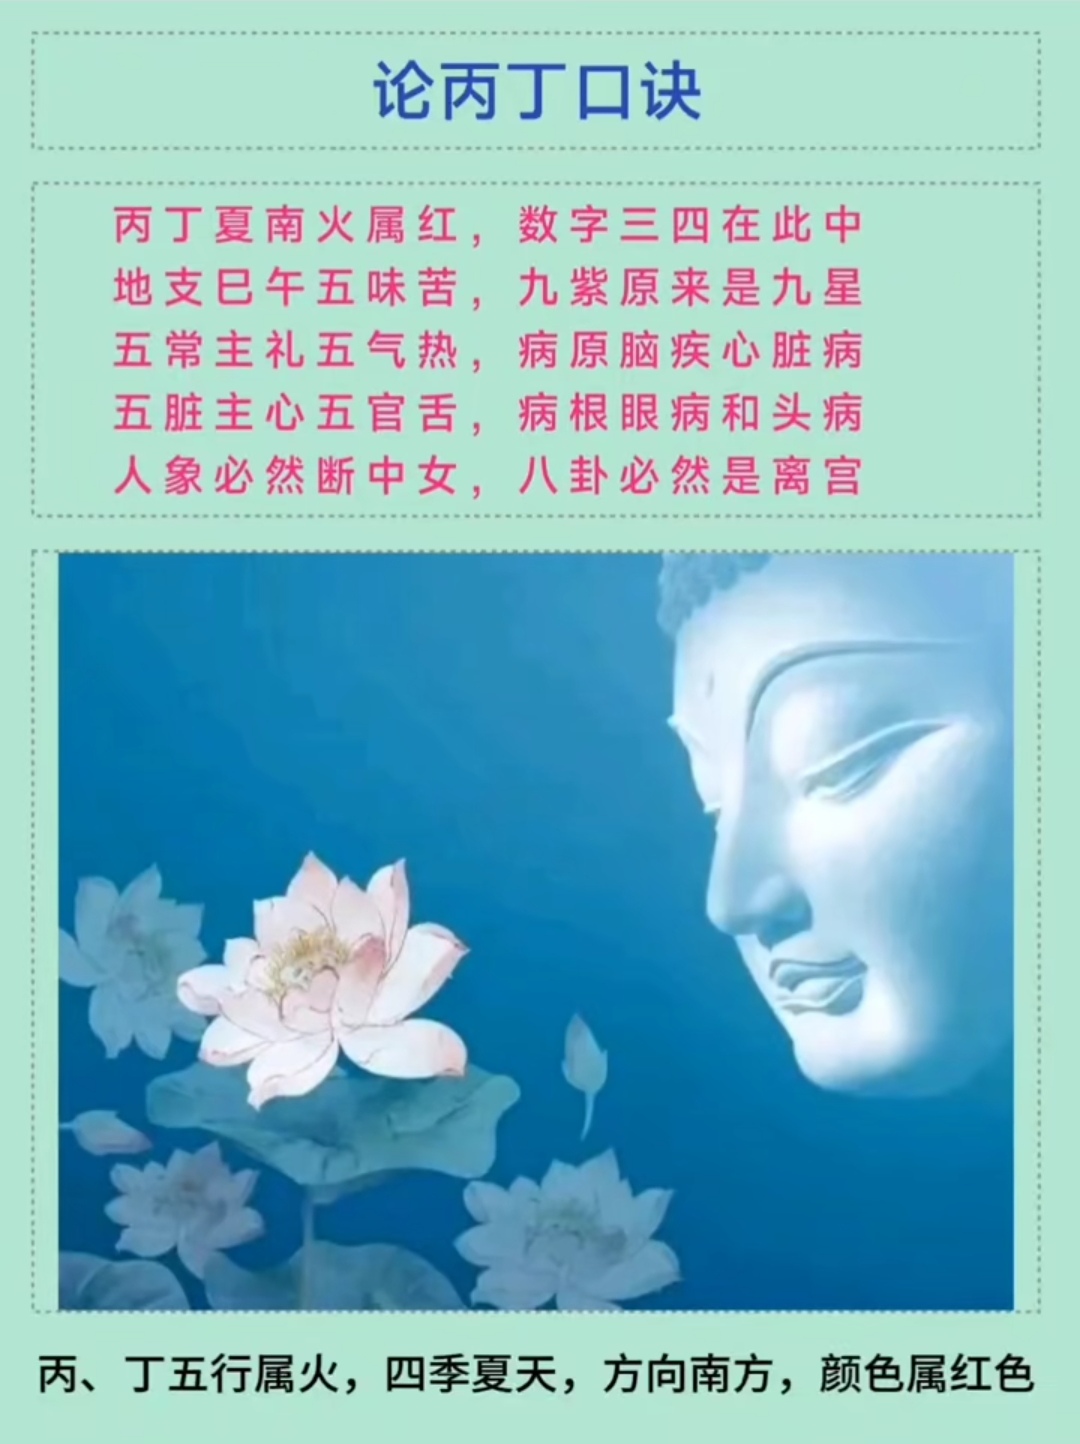 论丙丁口诀
丙丁夏南火属红，数字三四在此中
地支巳午五味苦，九紫原来是九星
五常主礼五气热，病原脑疾心脏病
五脏主心五官舌，病根眼病和头病
人象必然断中女，八卦必然是离宫
丙、丁五行属火，四季夏天，方向南方，颜色属红色